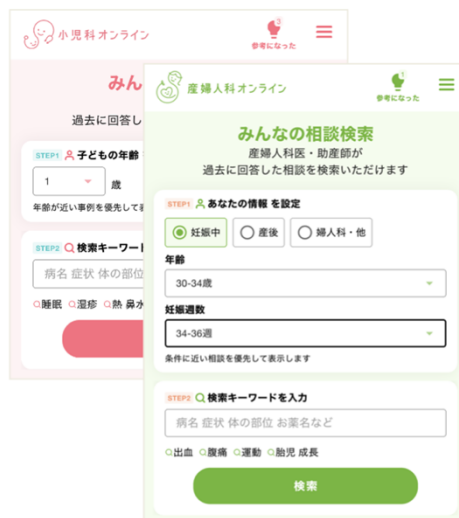 小児科オンライン
3
参考になった
みん
過去に回答し
STEP1 子どもの年齢
1 歳
年齢が近い事例を優先して
STEP2 検索キーワー
病名 症状 体の部位
睡眠 湿疹 熱 鼻水
産婦人科オンライン
1
参考になった
みんなの相談検索
産婦人科医・助産師が
過去に回答した相談を検索いただけます
STEP1 あなたの情報 を設定
妊娠中 産後 婦人科・他
年齢
30-34歳
妊娠週数
34-36週
条件に近い相談を優先して表示します
STEP2 検索キーワードを入力
病名 症状 体の部位 お薬名など
出血 腹痛 運動 胎児 成長
検索